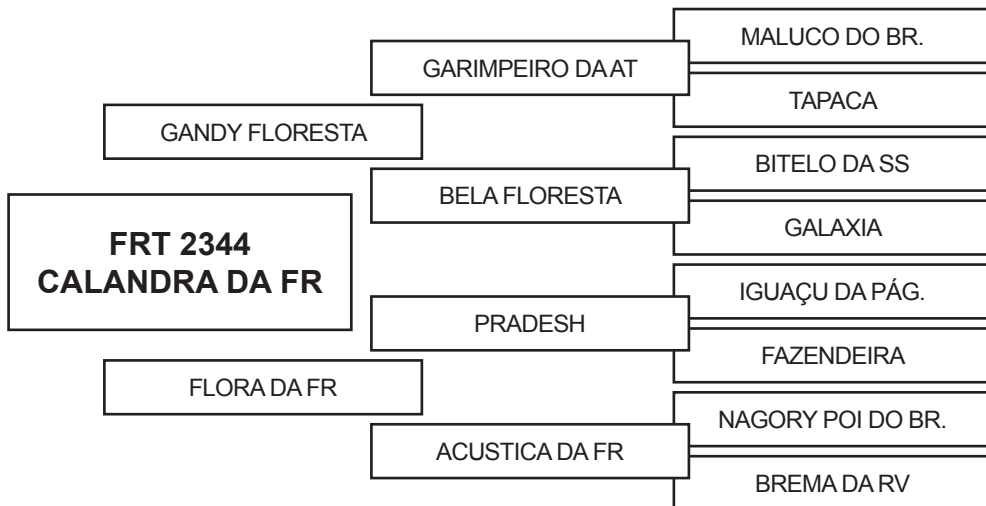 MALUCO DO BR.
GARIMPEIRO DA AT
TAPACA
GANDY FLORESTA
BITELO DA SS
BELA FLORESTA
GALAXIA
FRT 2344
CALANDRA DA FR
IGUAÇU DA PÁG.
PRADESH
FAZENDEIRA
FLORA DA FR
NAGORY POI DO BR.
ACUSTICA DA FR
BREMA DA RV